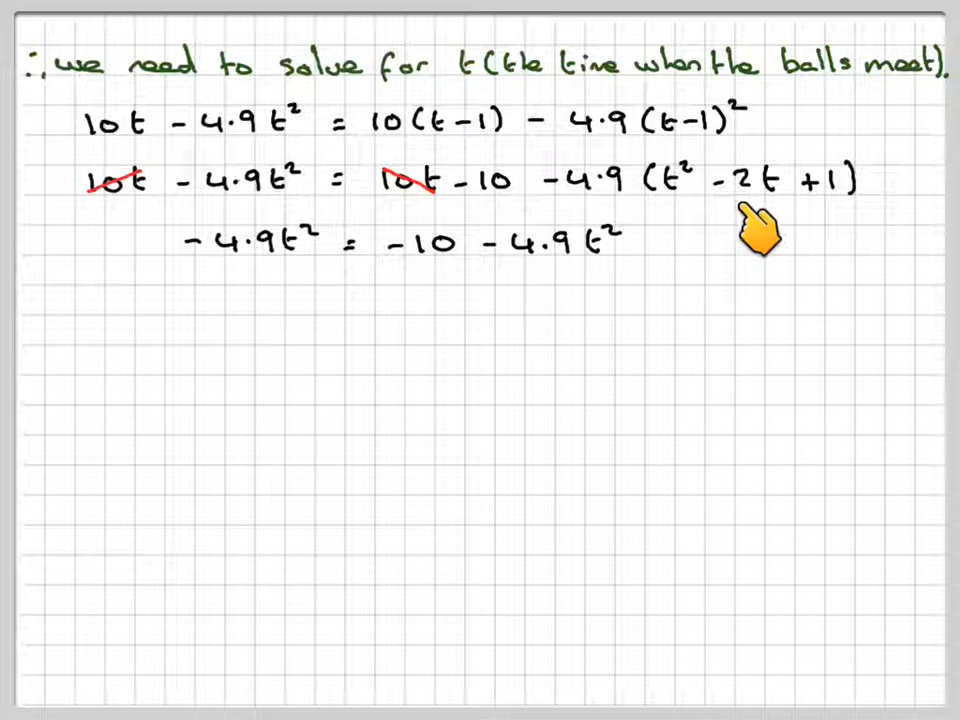 ∴ we need to solve for t (the time when the balls meet).
10t - 4.9t² = 10(t-1) - 4.9(t-1)²
10t - 4.9t² = 10t - 10 - 4.9(t² - 2t + 1)
- 4.9t² = -10 - 4.9t²